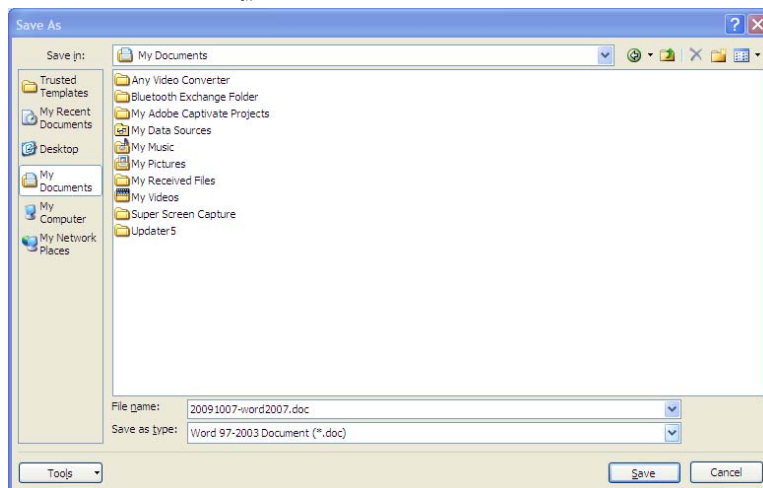 Save As
Save in:
My Documents
Trusted
Templates
My Recent
Documents
Desktop
My
Documents
My
Computer
My Network
Places
Any Video Converter
Bluetooth Exchange Folder
My Adobe Captivate Projects
My Data Sources
My Music
My Pictures
My Received Files
My Videos
Super Screen Capture
Updater5
File name:
20091007-word2007.doc
Save as type:
Word 97-2003 Document (*.doc)
Tools
Save
Cancel